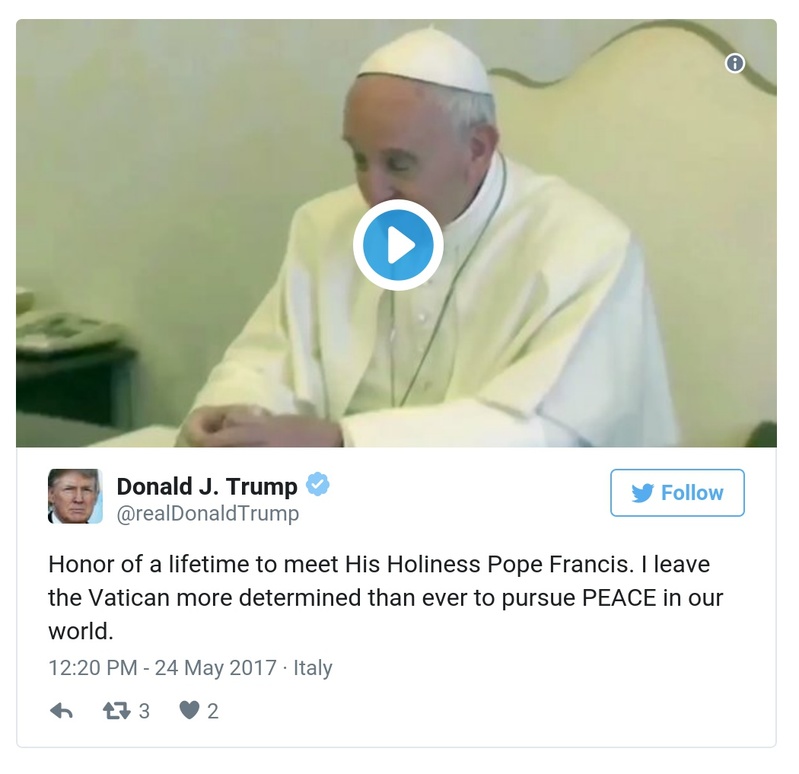 Donald J. Trump
Follow
@realDonaldTrump
Honor of a lifetime to meet His Holiness Pope Francis. I leave
the Vatican more determined than ever to pursue PEACE in our
world.
12:20 PM - 24 May 2017 · Italy
3 2